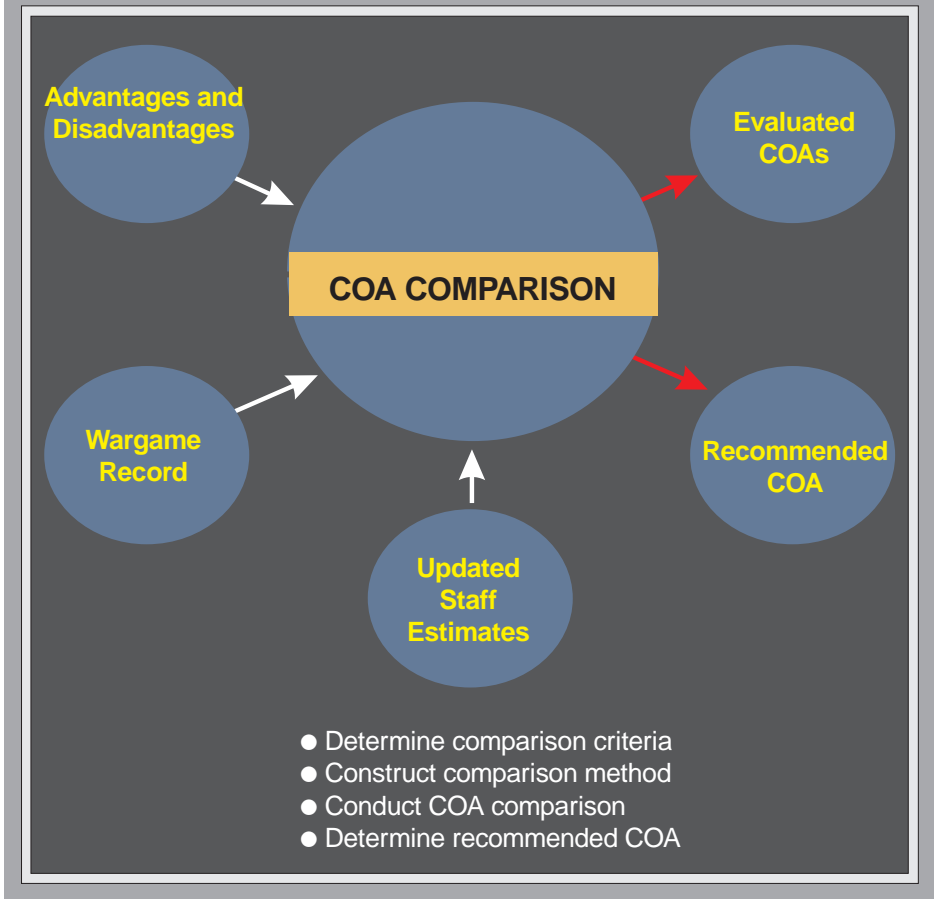 Advantages and
Disadvantages
Evaluated
COAs
COA COMPARISON
Wargame
Record
Recommended
COA
Updated
Staff
Estimates
● Determine comparison criteria
● Construct comparison method
● Conduct COA comparison
● Determine recommended COA